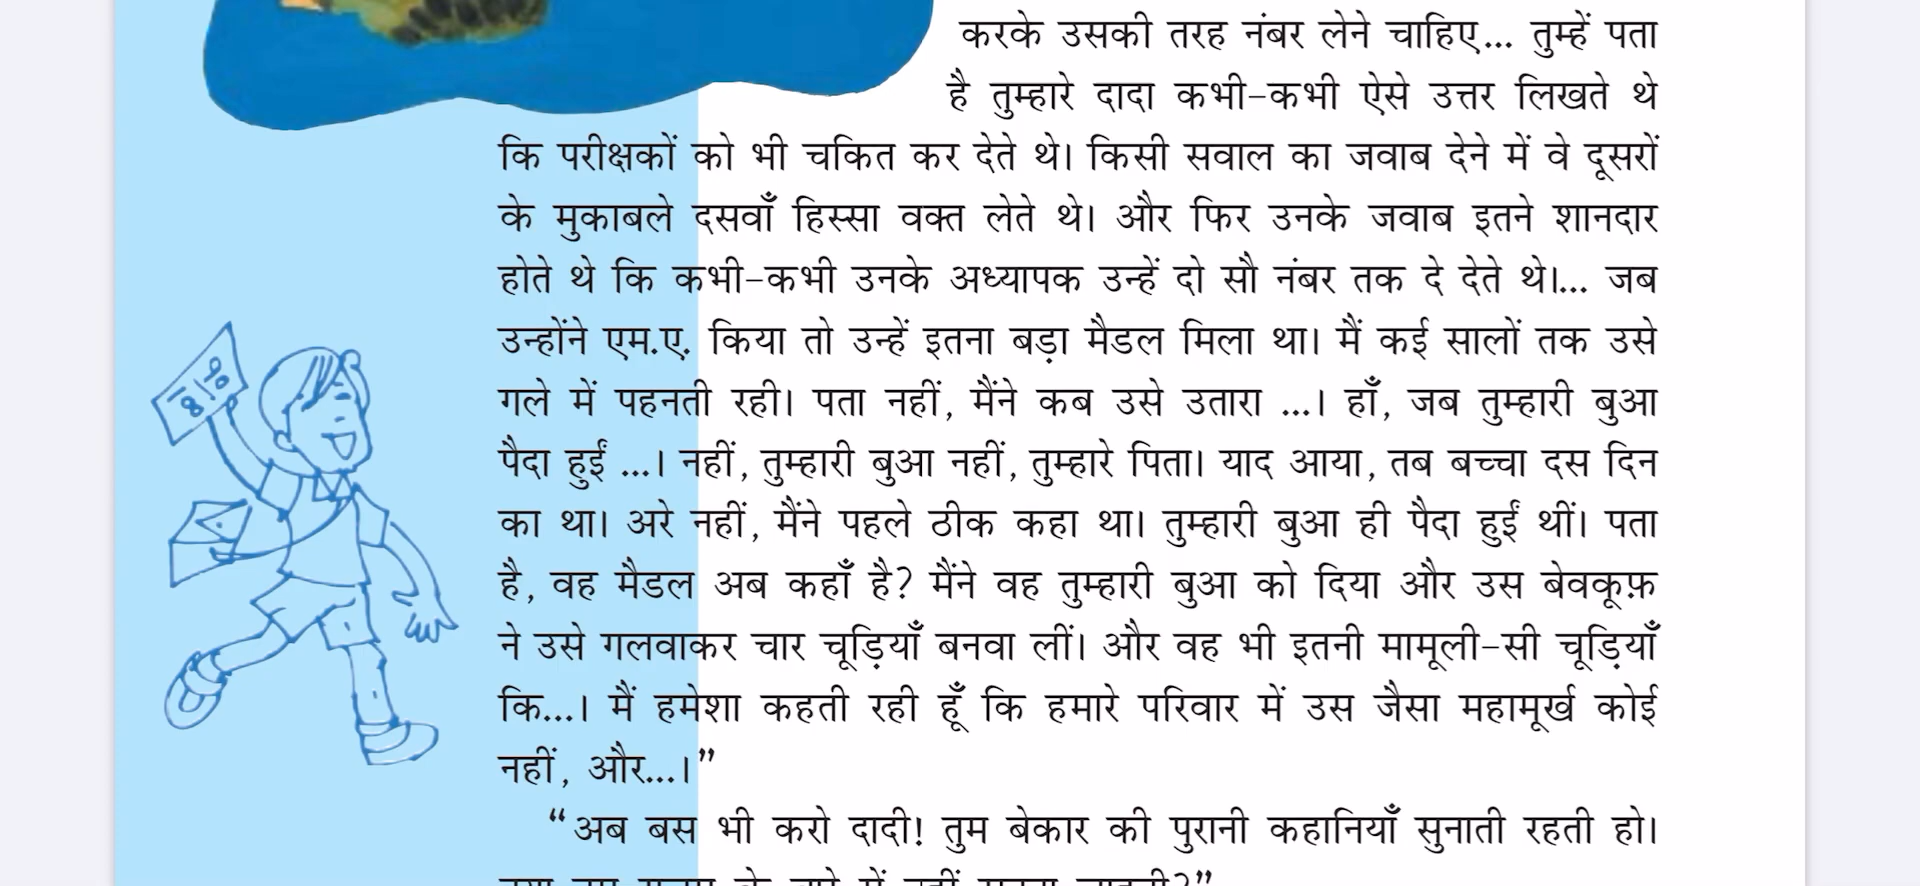 करके उसकी तरह नंबर लेने चाहिए... तुम्हें पता
है तुम्हारे दादा कभी-कभी ऐसे उत्तर लिखते थे
कि परीक्षकों को भी चकित कर देते थे। किसी सवाल का जवाब देने में वे दूसरों
के मुकाबले दसवाँ हिस्सा वक्त लेते थे। और फिर उनके जवाब इतने शानदार
होते थे कि कभी-कभी उनके अध्यापक उन्हें दो सौ नंबर तक दे देते थे।... जब
उन्होंने एम.ए. किया तो उन्हें इतना बड़ा मैडल मिला था। मैं कई सालों तक उसे
गले में पहनती रही। पता नहीं, मैंने कब उसे उतारा ...। हाँ, जब तुम्हारी बुआ
पैदा हुईं ...। नहीं, तुम्हारी बुआ नहीं, तुम्हारे पिता। याद आया, तब बच्चा दस दिन
का था। अरे नहीं, मैंने पहले ठीक कहा था। तुम्हारी बुआ ही पैदा हुईं थीं। पता
है, वह मैडल अब कहाँ है? मैंने वह तुम्हारी बुआ को दिया और उस बेवकूफ़
ने उसे गलवाकर चार चूड़ियाँ बनवा लीं। और वह भी इतनी मामूली-सी चूड़ियाँ
कि...। मैं हमेशा कहती रही हूँ कि हमारे परिवार में उस जैसा महामूर्ख कोई
नहीं, और...।”
“अब बस भी करो दादी! तुम बेकार की पुरानी कहानियाँ सुनाती रहती हो।